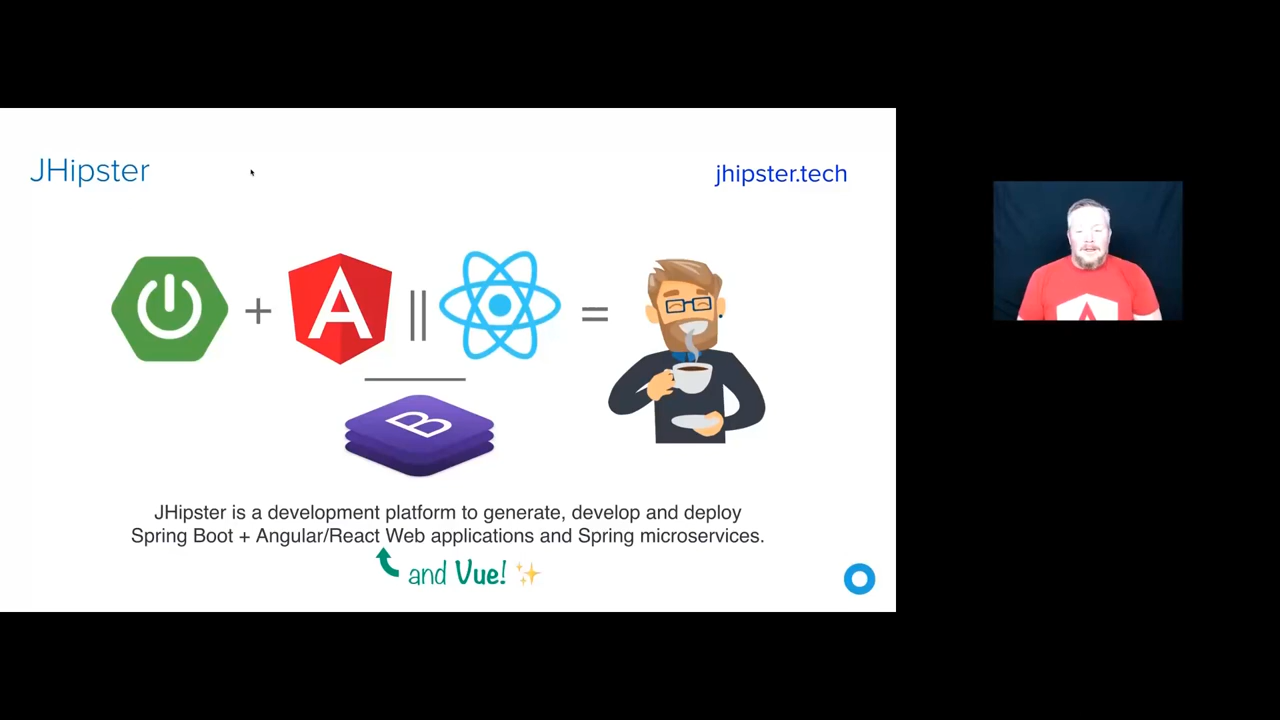 JHipster
jhipster.tech
+ A || =
B
JHipster is a development platform to generate, develop and deploy
Spring Boot + Angular/React Web applications and Spring microservices.
and Vue!